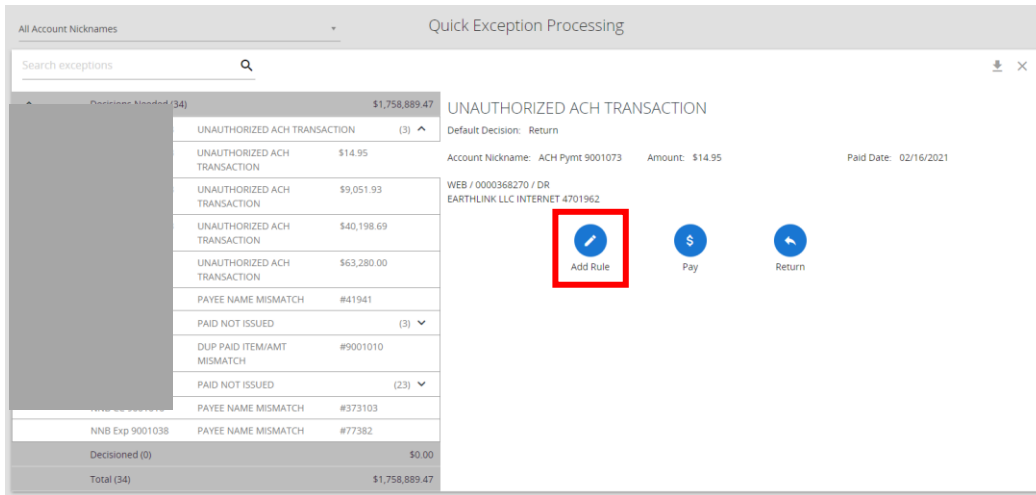 All Account Nicknames
Quick Exception Processing
Search exceptions
Decisions Needed (34) $1,758,889.47
UNAUTHORIZED ACH TRANSACTION (3)
UNAUTHORIZED ACH $14.95
TRANSACTION
UNAUTHORIZED ACH $9,051.93
TRANSACTION
UNAUTHORIZED ACH $40,198.69
TRANSACTION
UNAUTHORIZED ACH $63,280.00
TRANSACTION
PAYEE NAME MISMATCH #41941
PAID NOT ISSUED (3)
DUP PAID ITEM/AMT #9001010
MISMATCH
PAID NOT ISSUED (23)
PAYEE NAME MISMATCH #373103
NNB Exp 9001038 PAYEE NAME MISMATCH #77382
Decisioned (0) $0.00
Total (34) $1,758,889.47
UNAUTHORIZED ACH TRANSACTION
Default Decision: Return
Account Nickname: ACH Pymt 9001073 Amount: $14.95 Paid Date: 02/16/2021
WEB / 0000368270 / DR
EARTHLINK LLC INTERNET 4701962
$
Add Rule Pay Return